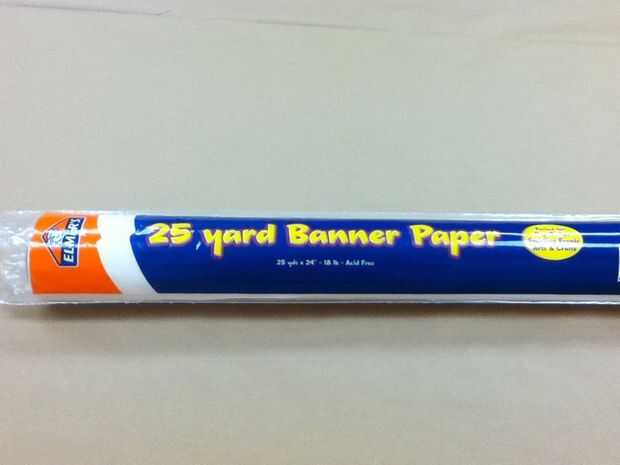 ELMER'S
25 yard Banner Paper
25 yds x 24" - 18 lb - Acid Free
Arts & Crafts